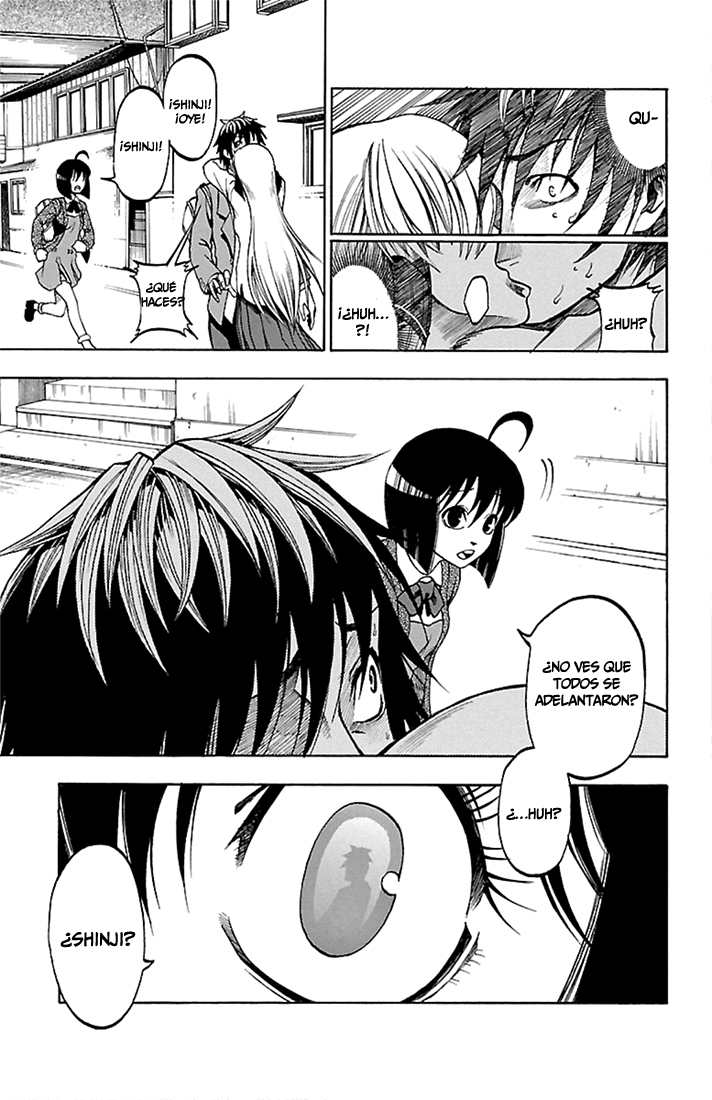 QU-
¿HUH?
¡¿HUH...
?!
¡SHINJI!
¡OYE!
¡SHINJI!
¿QUÉ
HACES?
¿NO VES QUE
TODOS SE
ADELANTARON?
¿...HUH?
¿SHINJI?